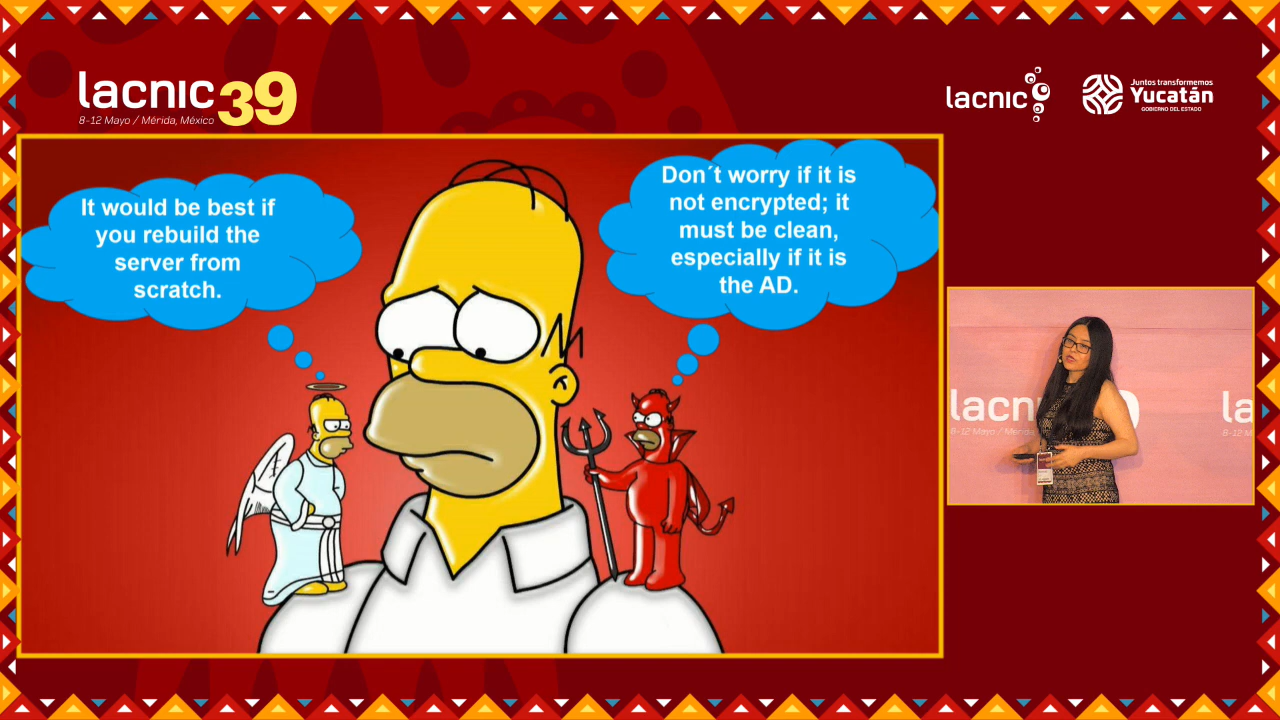 lacnic39
8-12 Mayo / Mérida, México
lacnic
Juntos transformemos
Yucatán
GOBIERNO DEL ESTADO
It would be best if
you rebuild the
server from
scratch.
Don´t worry if it is
not encrypted; it
must be clean,
especially if it is
the AD.
lacn
8-12 Mayo / Mérida
la
8-12 M